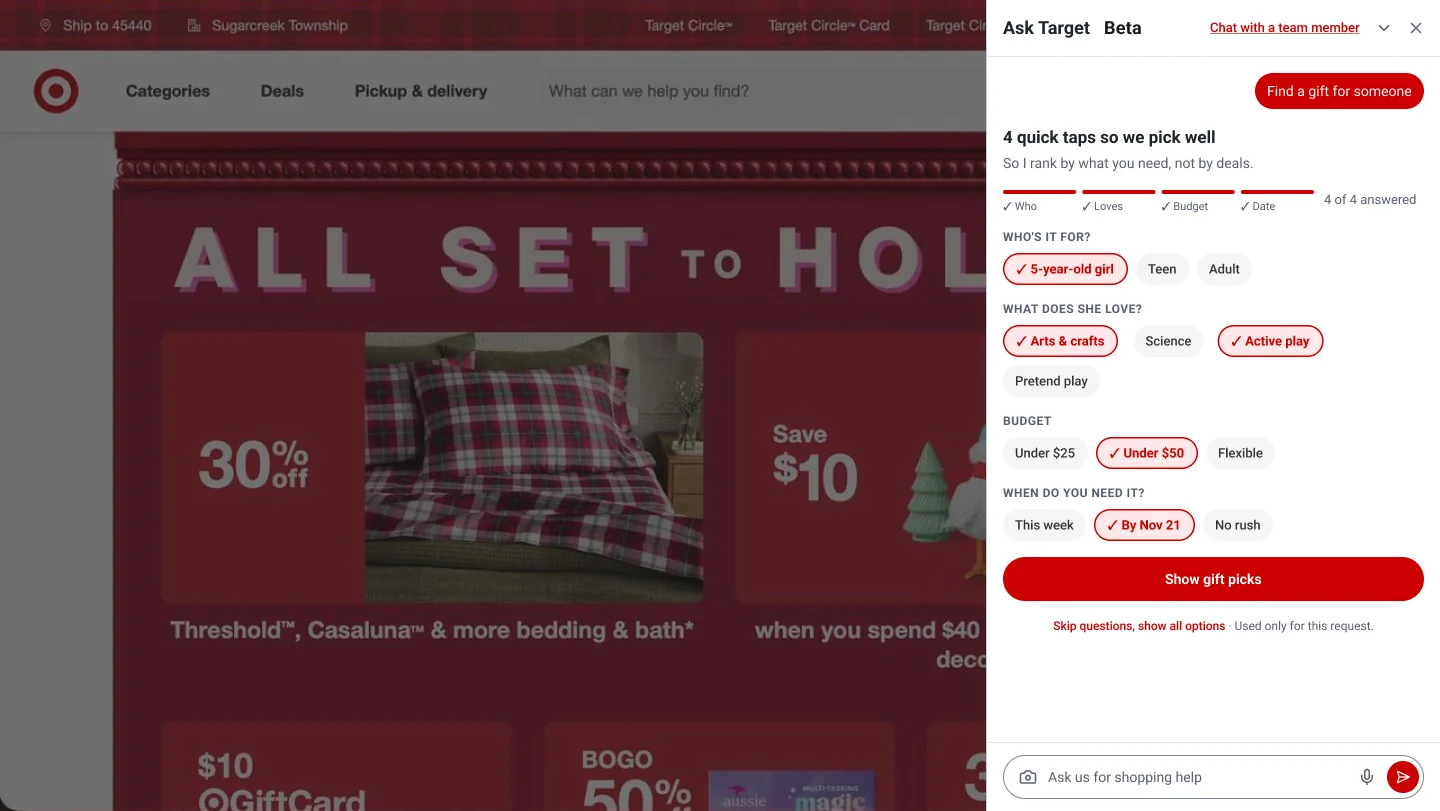 Ship to 45440
Sugarcreek Township
Target Circle™
Target Circle™ Card
Target Cir
Categories
Deals
Pickup & delivery
What can we help you find?
ALL SET TO HOL
30% off
Save
$10
Threshold™, Casaluna™ & more bedding & bath*
when you spend $40
deco
$10
GiftCard
BOGO
50%
aussie
MULTI-TASKING
magic
3
Ask Target Beta
Chat with a team member
Find a gift for someone
4 quick taps so we pick well
So I rank by what you need, not by deals.
✓ Who
✓ Loves
✓ Budget
✓ Date
4 of 4 answered
WHO'S IT FOR?
✓ 5-year-old girl
Teen
Adult
WHAT DOES SHE LOVE?
✓ Arts & crafts
Science
✓ Active play
Pretend play
BUDGET
Under $25
✓ Under $50
Flexible
WHEN DO YOU NEED IT?
This week
✓ By Nov 21
No rush
Show gift picks
Skip questions, show all options · Used only for this request.
Ask us for shopping help